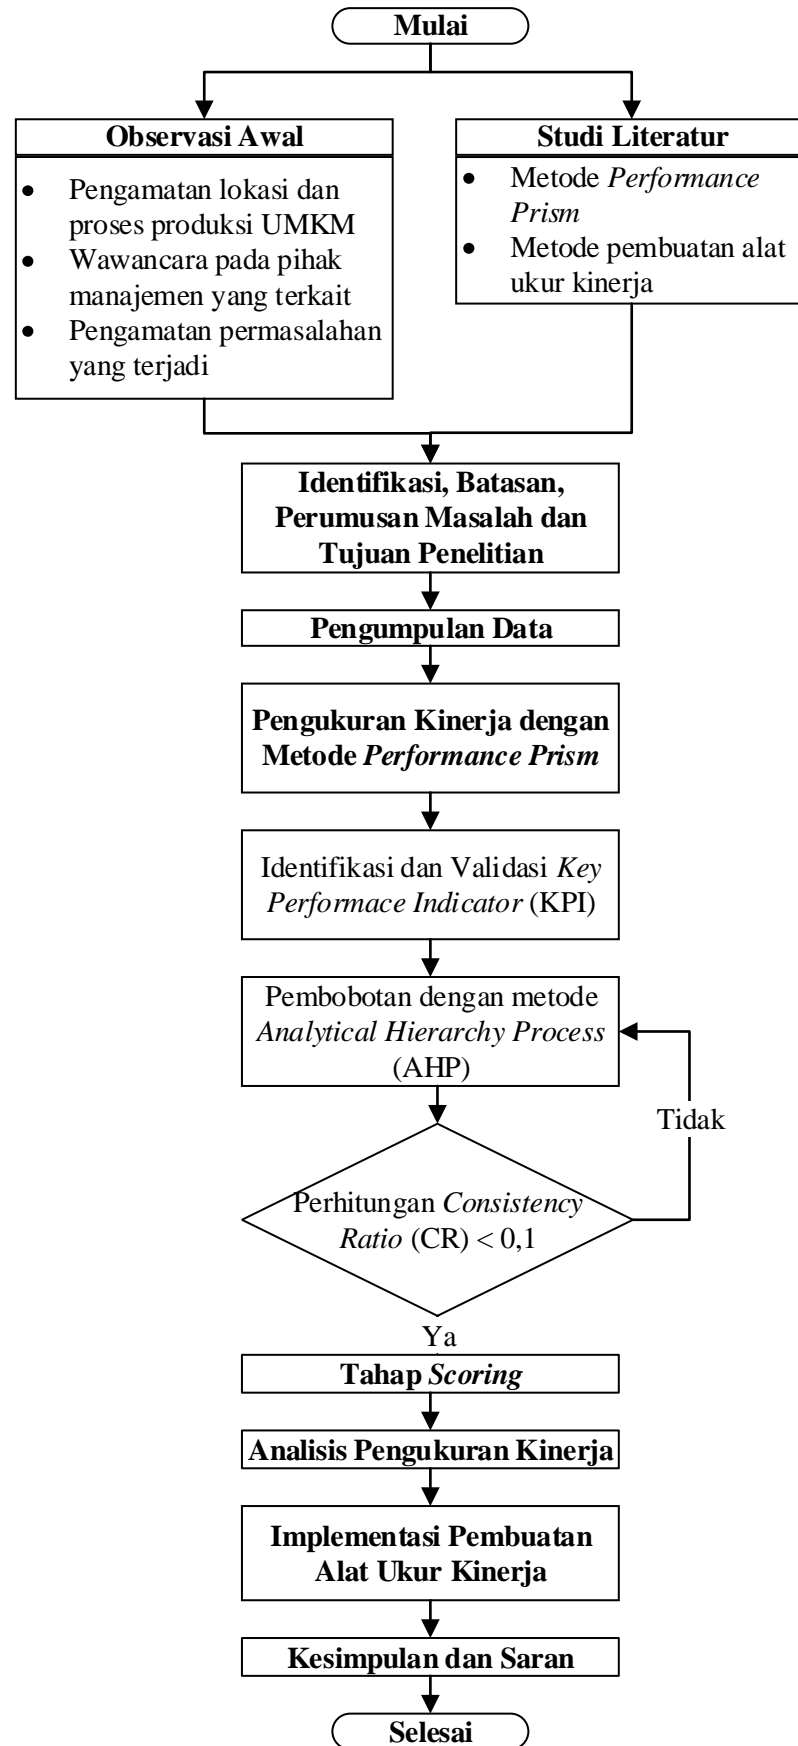 Mulai
Observasi Awal
• Pengamatan lokasi dan
proses produksi UMKM
• Wawancara pada pihak
manajemen yang terkait
• Pengamatan permasalahan
yang terjadi
Studi Literatur
• Metode Performance
Prism
• Metode pembuatan alat
ukur kinerja
Identifikasi, Batasan,
Perumusan Masalah dan
Tujuan Penelitian
Pengumpulan Data
Pengukuran Kinerja dengan
Metode Performance Prism
Identifikasi dan Validasi Key
Performace Indicator (KPI)
Pembobotan dengan metode
Analytical Hierarchy Process
(AHP)
Tidak
Perhitungan Consistency
Ratio (CR) < 0,1
Ya
Tahap Scoring
Analisis Pengukuran Kinerja
Implementasi Pembuatan
Alat Ukur Kinerja
Kesimpulan dan Saran
Selesai